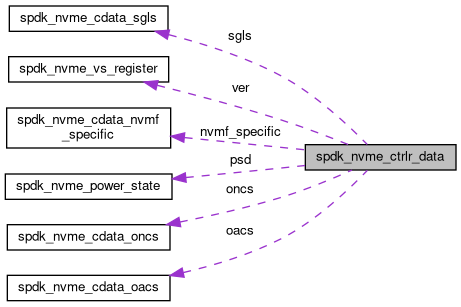 spdk_nvme_cdata_sgls
sgls
spdk_nvme_vs_register
ver
spdk_nvme_cdata_nvmf
_specific
nvmf_specific
spdk_nvme_ctrlr_data
psd
spdk_nvme_power_state
oncs
spdk_nvme_cdata_oncs
oacs
spdk_nvme_cdata_oacs